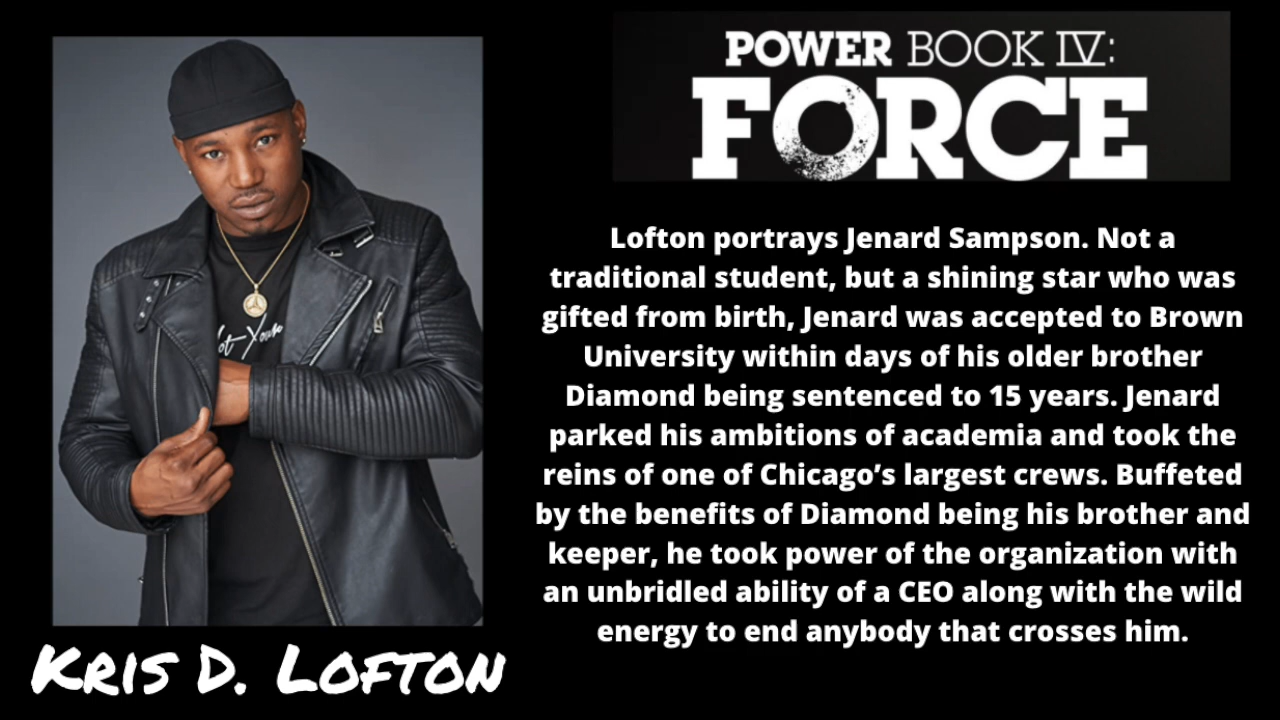 POWER BOOK IV:
FORCE
Lofton portrays Jenard Sampson. Not a
traditional student, but a shining star who was
gifted from birth, Jenard was accepted to Brown
University within days of his older brother
Diamond being sentenced to 15 years. Jenard
parked his ambitions of academia and took the
reins of one of Chicago’s largest crews. Buffeted
by the benefits of Diamond being his brother and
keeper, he took power of the organization with
an unbridled ability of a CEO along with the wild
energy to end anybody that crosses him.
Kris D. Lofton